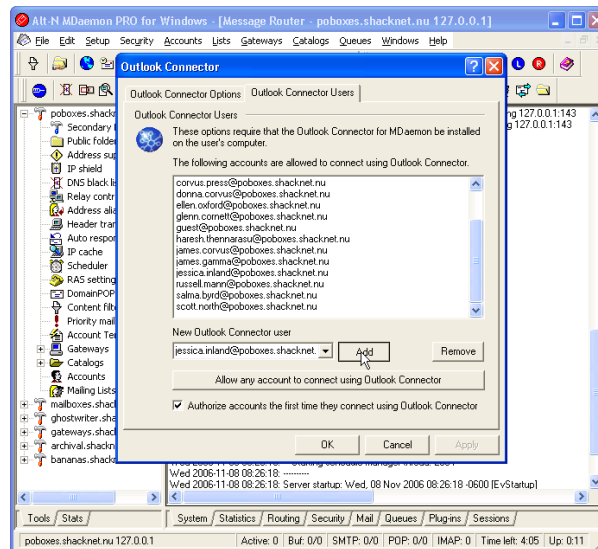 Alt-N MDaemon PRO for Windows - [Message Router - poboxes.shacknet.nu 127.0.0.1]
File Edit Setup Security Accounts Lists Gateways Catalogs Queues Windows Help
Outlook Connector
Outlook Connector Options Outlook Connector Users
Outlook Connector Users
These options require that the Outlook Connector for MDaemon be installed
on the user's computer.
The following accounts are allowed to connect using Outlook Connector.
corvus.press@poboxes.shacknet.nu
donna.corvus@poboxes.shacknet.nu
ellen.oxford@poboxes.shacknet.nu
glenn.cornett@poboxes.shacknet.nu
guest@poboxes.shacknet.nu
haresh.thennarasu@poboxes.shacknet.nu
james.corvus@poboxes.shacknet.nu
james.gamma@poboxes.shacknet.nu
jessica.inland@poboxes.shacknet.nu
russell.mann@poboxes.shacknet.nu
salma.byrd@poboxes.shacknet.nu
scott.north@poboxes.shacknet.nu
New Outlook Connector user
jessica.inland@poboxes.shacknet. Add Remove
Allow any account to connect using Outlook Connector
Authorize accounts the first time they connect using Outlook Connector
OK Cancel Apply
poboxes.shackn
Secondary
Public folde
Address sup
IP shield
DNS black li
Relay contr
Address alia
Header tran
Auto respor
IP cache
Scheduler
RAS setting
DomainPOP
Content filte
Priority mail
Account Te
Gateways
Catalogs
Accounts
Mailing Lists
mailboxes.shacl
ghostwriter.sha
gateways.shacl
archival.shackn
bananas.shackn
ng 127.0.0.1:143
g 127.0.0.1:143
Wed 2006-11-08 08:26:18: ----------
Wed 2006-11-08 08:26:18: Server startup: Wed, 08 Nov 2006 08:26:18 -0600 [EvStartup]
Tools Stats
System Statistics Routing Security Mail Queues Plug-ins Sessions
poboxes.shacknet.nu 127.0.0.1 Active: 0 Buf: 0/0 SMTP: 0/0 POP: 0/0 IMAP: 0 Time left: 4:05 Up: 0:11